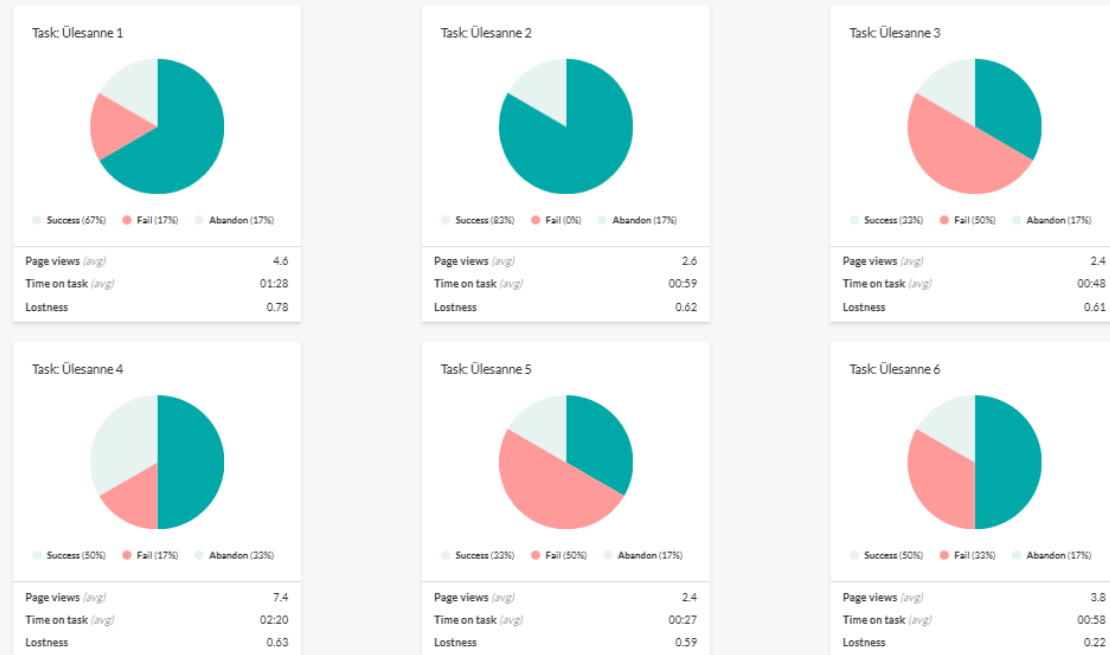 Task: Ülesanne 1
Success (67%) Fail (17%) Abandon (17%)
Page views (avg) 4.6
Time on task (avg) 01:28
Lostness 0.78
Task: Ülesanne 2
Success (83%) Fail (0%) Abandon (17%)
Page views (avg) 2.6
Time on task (avg) 00:59
Lostness 0.62
Task: Ülesanne 3
Success (33%) Fail (50%) Abandon (17%)
Page views (avg) 2.4
Time on task (avg) 00:48
Lostness 0.61
Task: Ülesanne 4
Success (50%) Fail (17%) Abandon (33%)
Page views (avg) 7.4
Time on task (avg) 02:20
Lostness 0.63
Task: Ülesanne 5
Success (33%) Fail (50%) Abandon (17%)
Page views (avg) 2.4
Time on task (avg) 00:27
Lostness 0.59
Task: Ülesanne 6
Success (50%) Fail (33%) Abandon (17%)
Page views (avg) 3.8
Time on task (avg) 00:58
Lostness 0.22